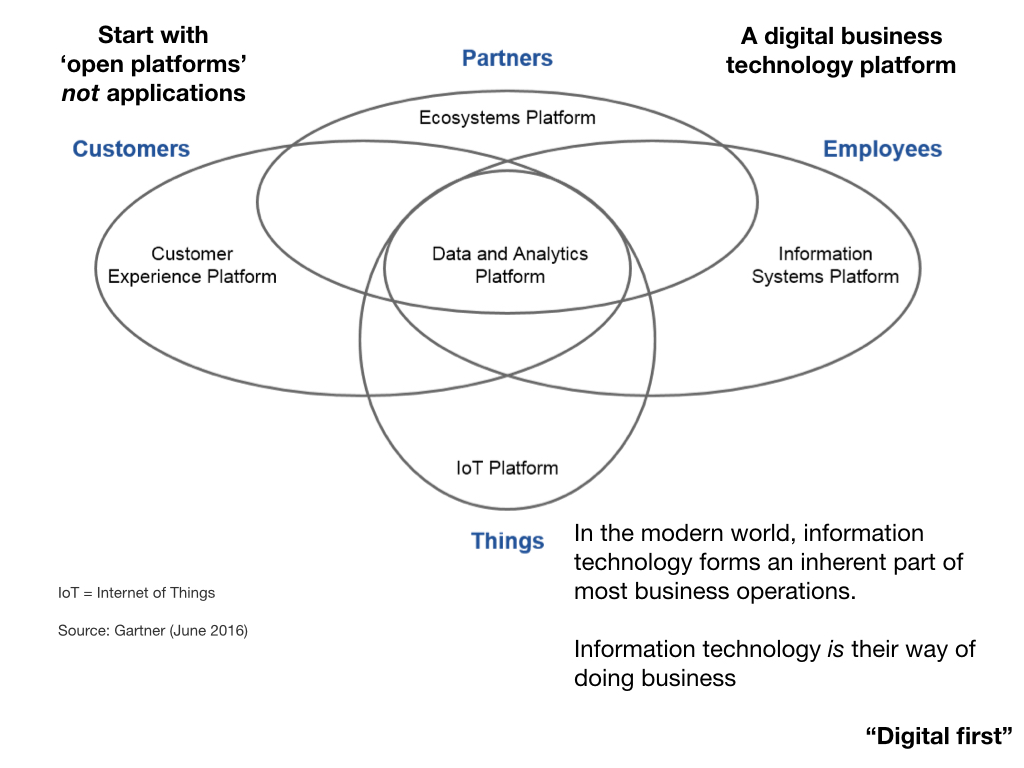 Start with
‘open platforms’
not applications
A digital business
technology platform
Partners
Ecosystems Platform
Customers
Employees
Customer
Experience Platform
Data and Analytics
Platform
Information
Systems Platform
IoT Platform
Things
In the modern world, information
technology forms an inherent part of
most business operations.
IoT = Internet of Things
Source: Gartner (June 2016)
Information technology is their way of
doing business
“Digital first”